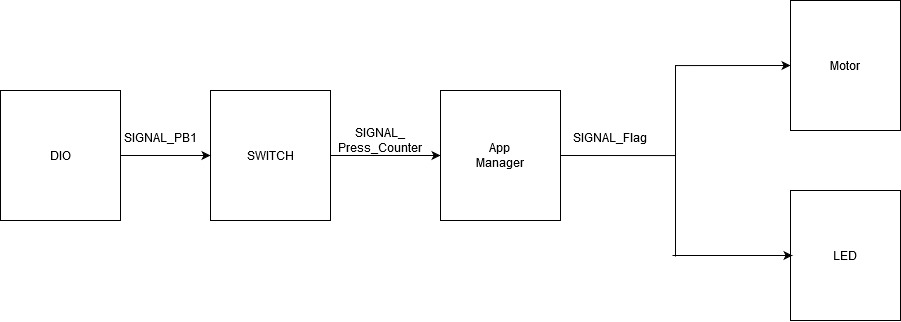 DIO
SIGNAL_PB1
SWITCH
SIGNAL_
Press_Counter
App
Manager
SIGNAL_Flag
Motor
LED